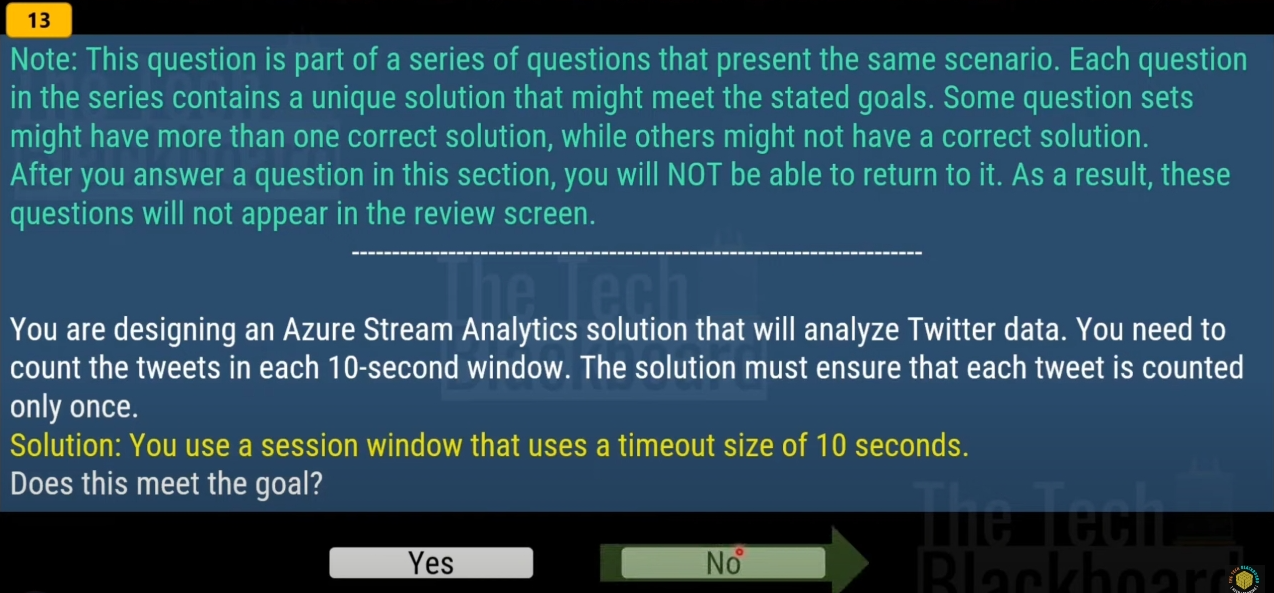 13
Note: This question is part of a series of questions that present the same scenario. Each question
in the series contains a unique solution that might meet the stated goals. Some question sets
might have more than one correct solution, while others might not have a correct solution.
After you answer a question in this section, you will NOT be able to return to it. As a result, these
questions will not appear in the review screen.
-----------------------------------------------------------------------
The Tech
Blackboard
You are designing an Azure Stream Analytics solution that will analyze Twitter data. You need to
count the tweets in each 10-second window. The solution must ensure that each tweet is counted
only once.
Solution: You use a session window that uses a timeout size of 10 seconds.
Does this meet the goal?
Yes
No
The Tech
Blackboard